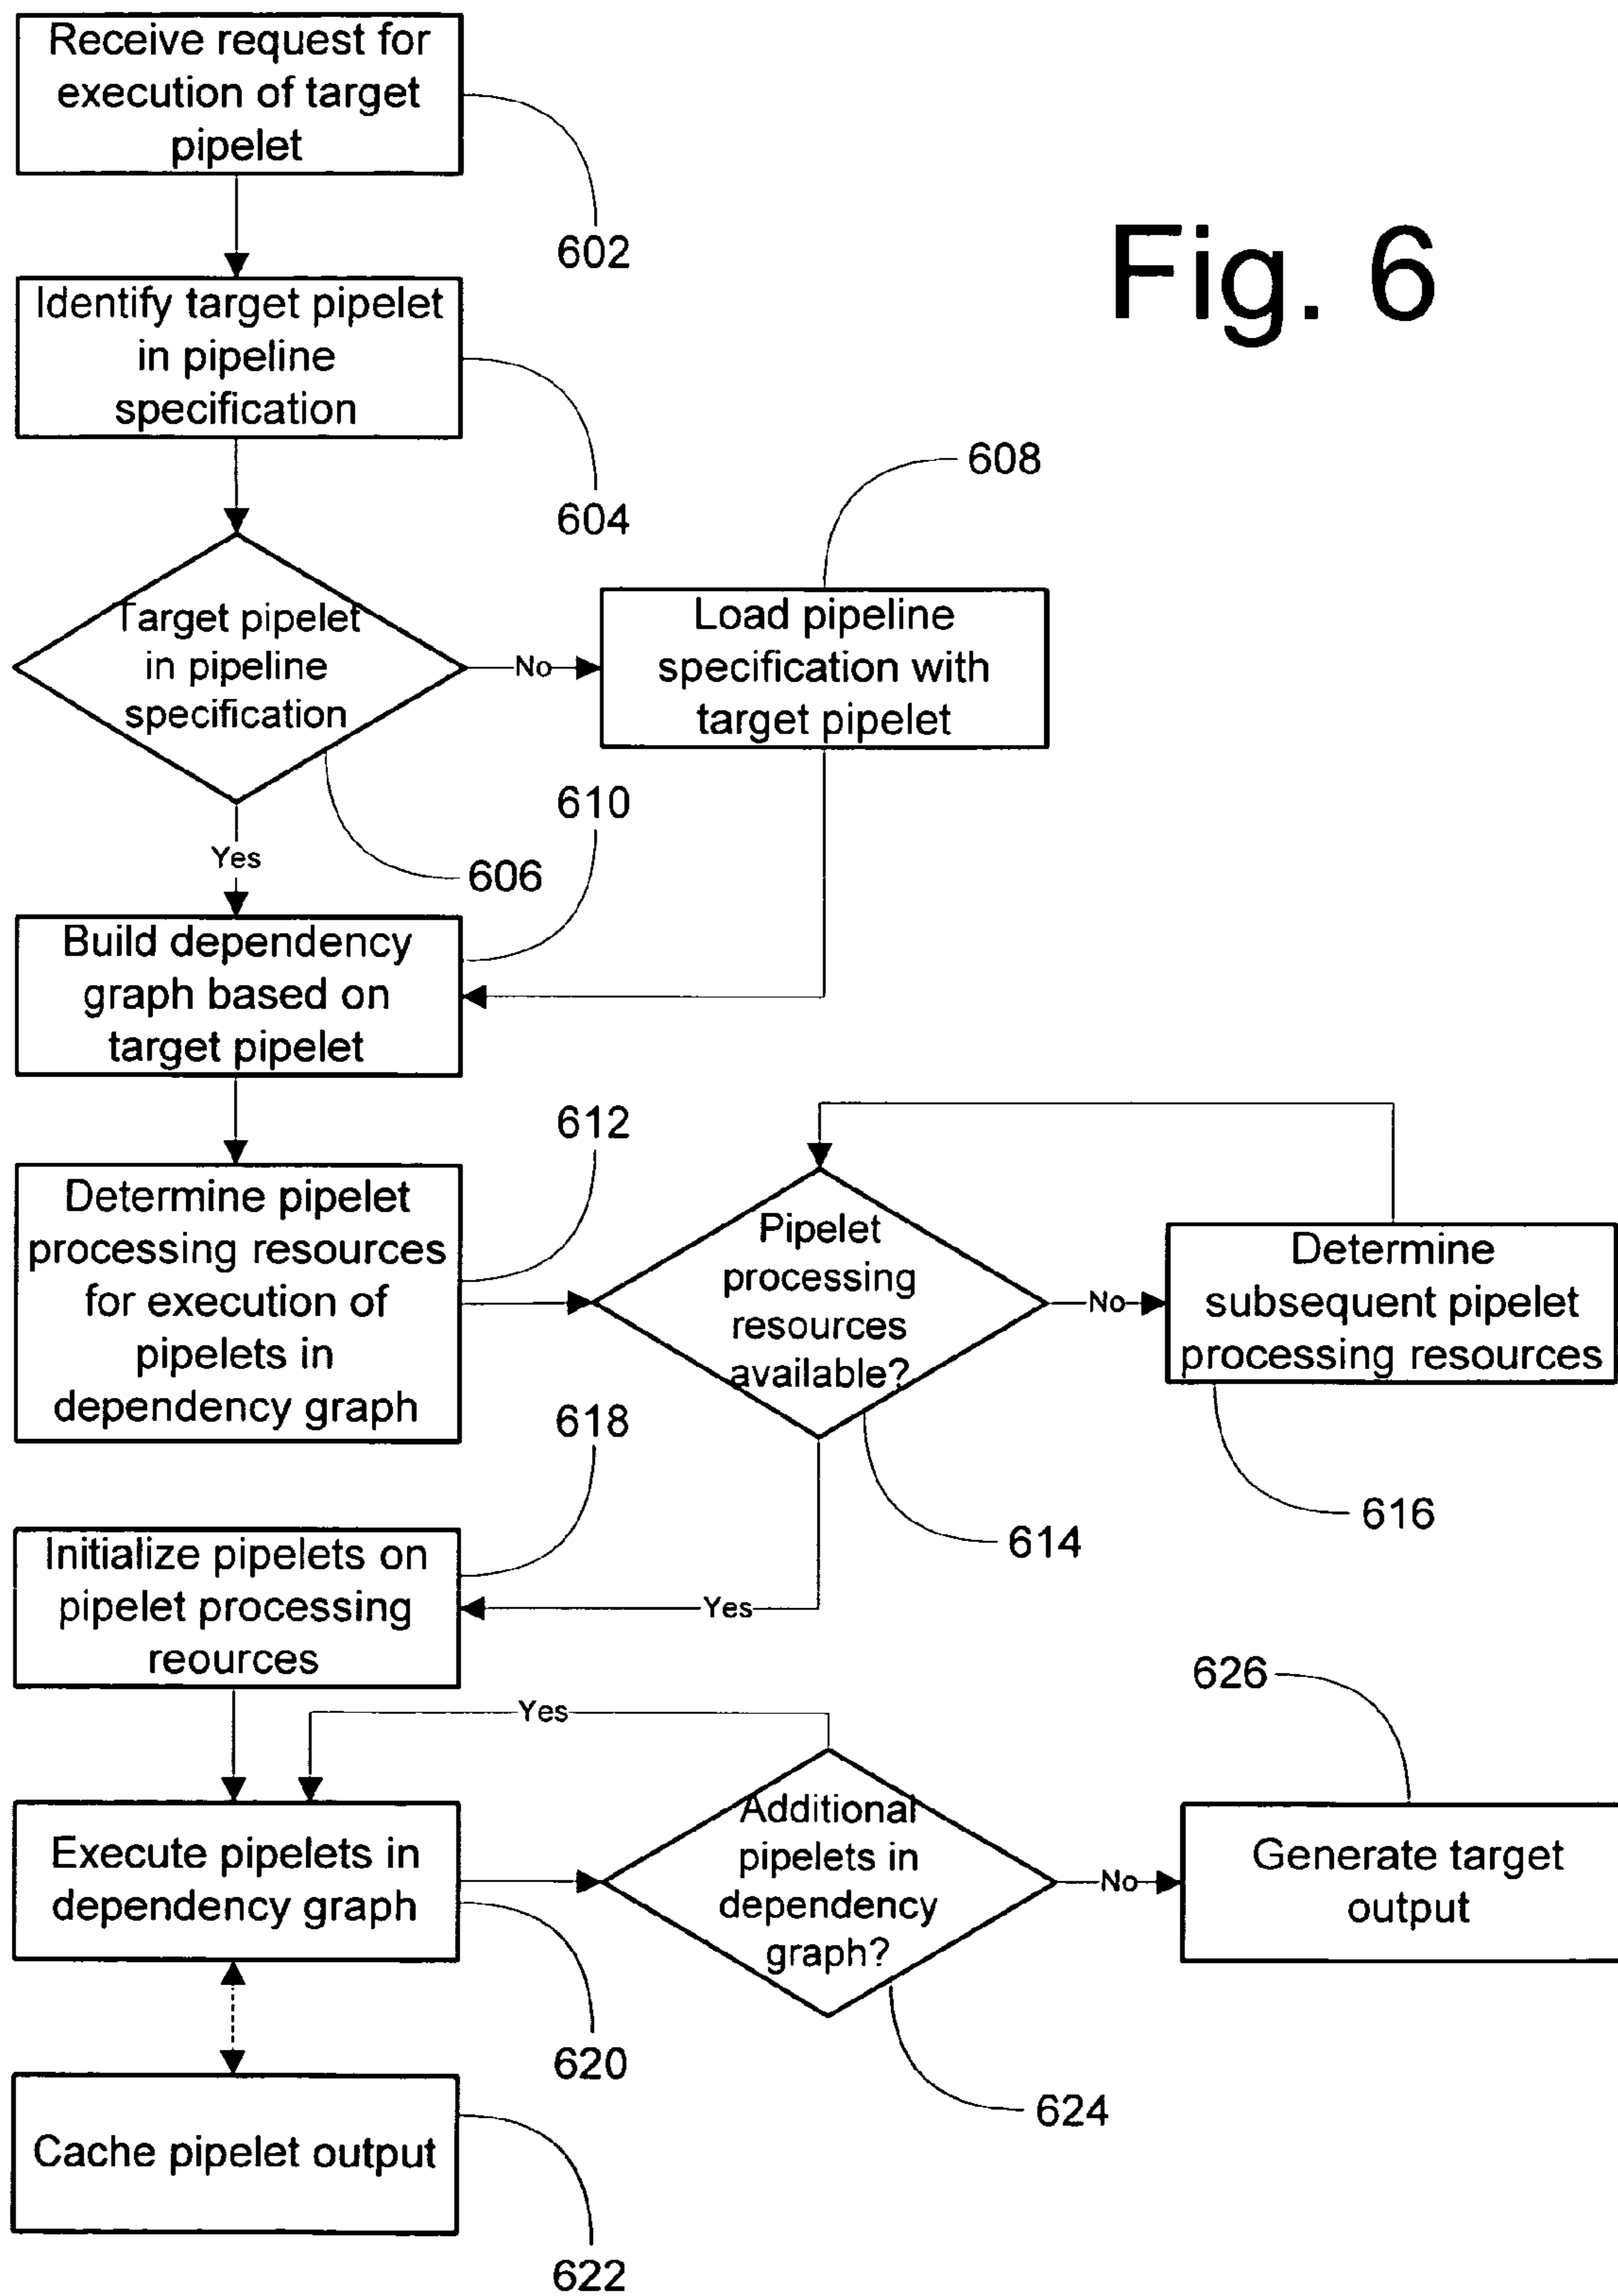 Receive request for
execution of target
pipelet
602
Fig. 6
Identify target pipelet
in pipeline
specification
604
608
Target pipelet
in pipeline
specification
No
Load pipeline
specification with
target pipelet
606
Yes
610
Build dependency
graph based on
target pipelet
612
Determine pipelet
processing resources
for execution of
pipelets in
dependency graph
Pipelet
processing
resources
available?
No
Determine
subsequent pipelet
processing resources
618
616
614
Initialize pipelets on
pipelet processing
reources
Yes
626
Yes
Execute pipelets in
dependency graph
Additional
pipelets in
dependency
graph?
No
Generate target
output
620
624
Cache pipelet output
622